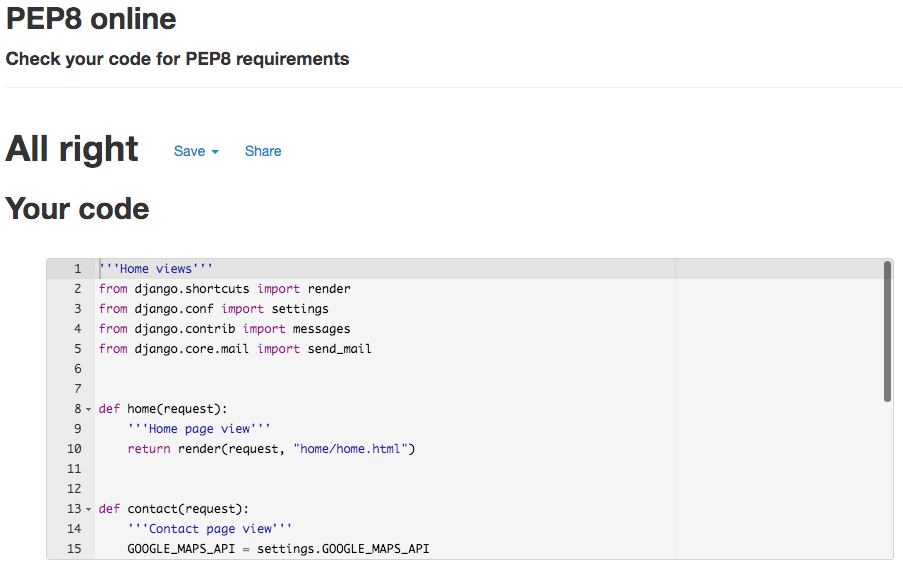 PEP8 online
Check your code for PEP8 requirements
All right Save Share
Your code
1 '''Home views'''
2 from django.shortcuts import render
3 from django.conf import settings
4 from django.contrib import messages
5 from django.core.mail import send_mail
6
7
8 def home(request):
9     '''Home page view'''
10     return render(request, "home/home.html")
11
12
13 def contact(request):
14     '''Contact page view'''
15     GOOGLE_MAPS_API = settings.GOOGLE_MAPS_API